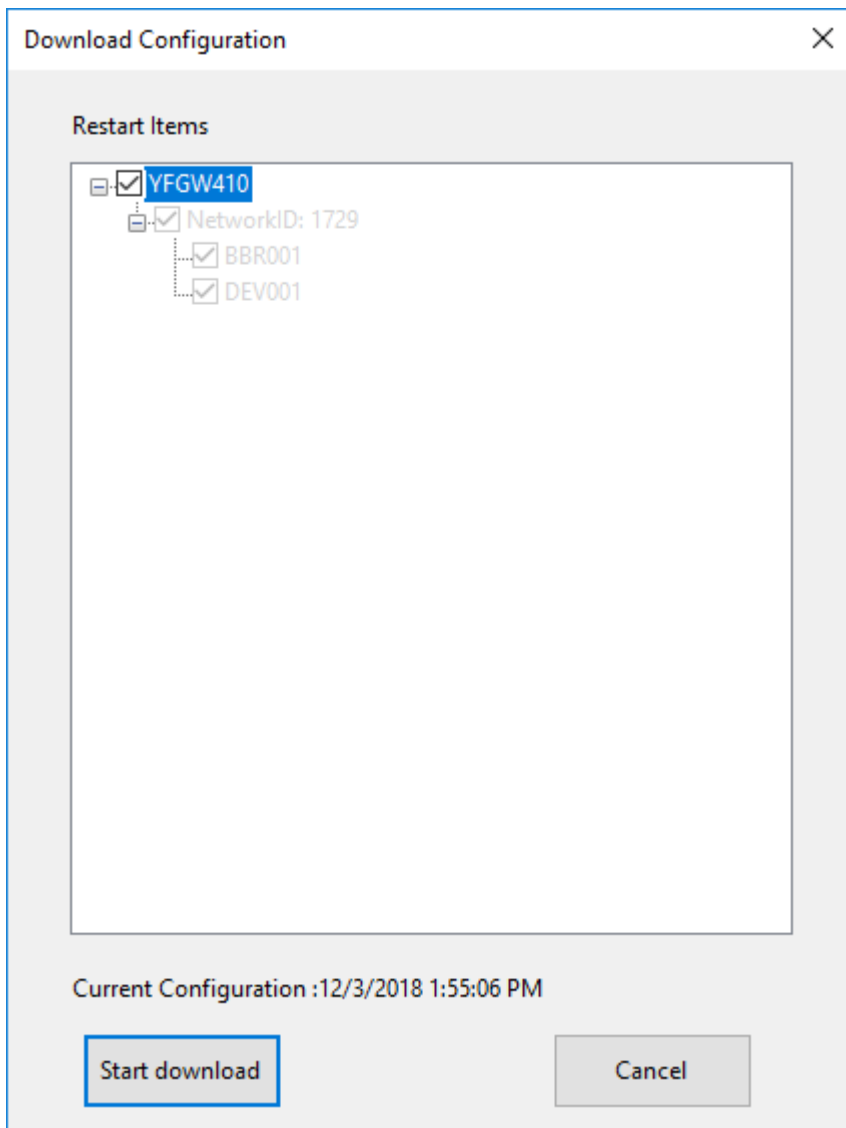 Download Configuration
Restart Items
YFGW410
NetworkID: 1729
BBR001
DEV001
Current Configuration :12/3/2018 1:55:06 PM
Start download
Cancel